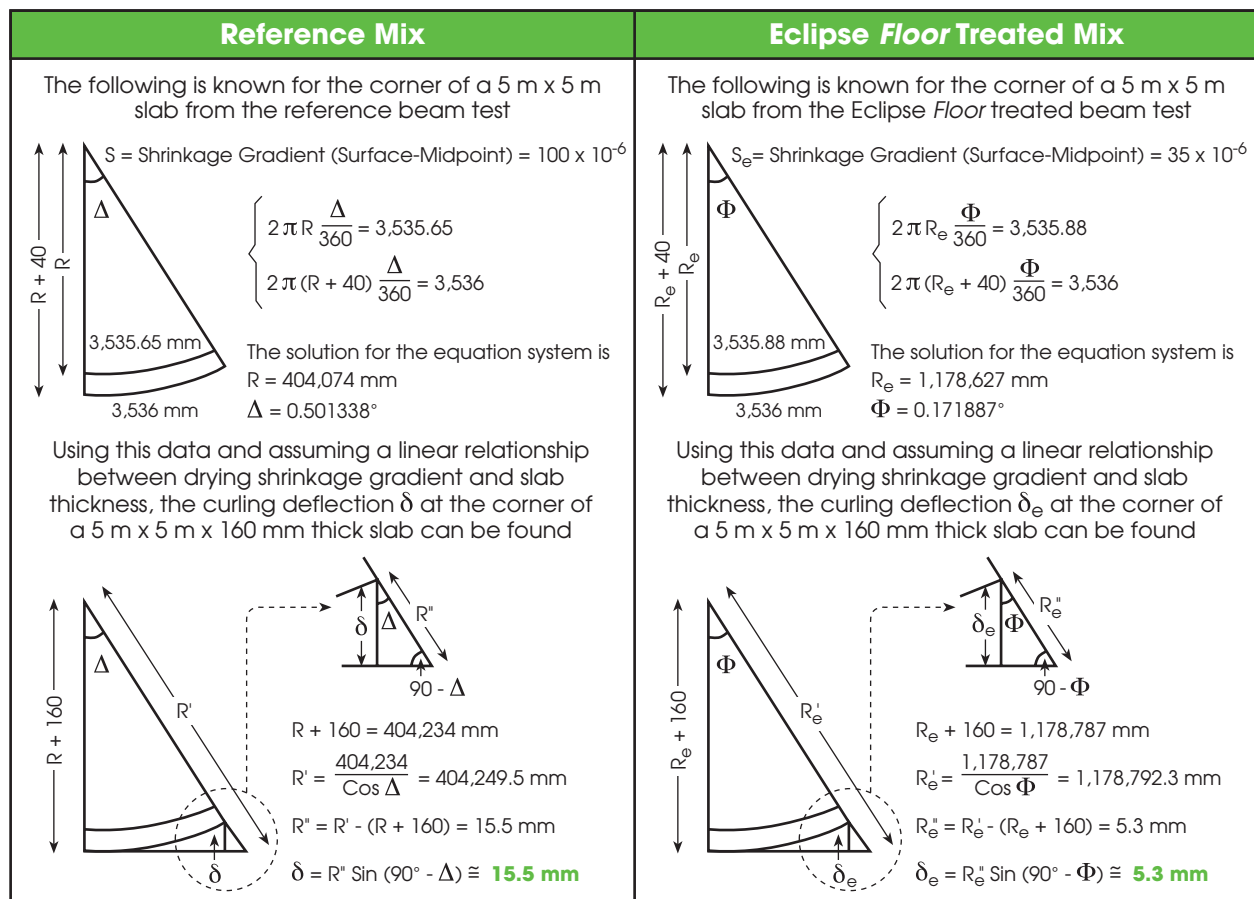 Reference Mix
The following is known for the corner of a 5 m x 5 m
slab from the reference beam test
S = Shrinkage Gradient (Surface-Midpoint) = 100 x 10⁻⁶
R + 40
R
Δ
2 π R Δ/360 = 3,535.65
2 π (R + 40) Δ/360 = 3,536
3,535.65 mm
3,536 mm
The solution for the equation system is
R = 404,074 mm
Δ = 0.501338°
Using this data and assuming a linear relationship
between drying shrinkage gradient and slab
thickness, the curling deflection δ at the corner of
a 5 m x 5 m x 160 mm thick slab can be found
R + 160
Δ
R'
δ
δ
Δ
R"
90 - Δ
R + 160 = 404,234 mm
R' = 404,234/Cos Δ = 404,249.5 mm
R" = R' - (R + 160) = 15.5 mm
δ = R" Sin (90° - Δ) ≅ 15.5 mm
Eclipse Floor Treated Mix
The following is known for the corner of a 5 m x 5 m
slab from the Eclipse Floor treated beam test
Sₑ= Shrinkage Gradient (Surface-Midpoint) = 35 x 10⁻⁶
Rₑ + 40
Rₑ
Φ
2 π Rₑ Φ/360 = 3,535.88
2 π (Rₑ + 40) Φ/360 = 3,536
3,535.88 mm
3,536 mm
The solution for the equation system is
Rₑ = 1,178,627 mm
Φ = 0.171887°
Using this data and assuming a linear relationship
between drying shrinkage gradient and slab
thickness, the curling deflection δₑ at the corner of
a 5 m x 5 m x 160 mm thick slab can be found
Rₑ + 160
Φ
Rₑ'
δₑ
δₑ
Φ
Rₑ"
90 - Φ
Rₑ + 160 = 1,178,787 mm
Rₑ' = 1,178,787/Cos Φ = 1,178,792.3 mm
Rₑ" = Rₑ' - (Rₑ + 160) = 5.3 mm
δₑ = Rₑ" Sin (90° - Φ) ≅ 5.3 mm